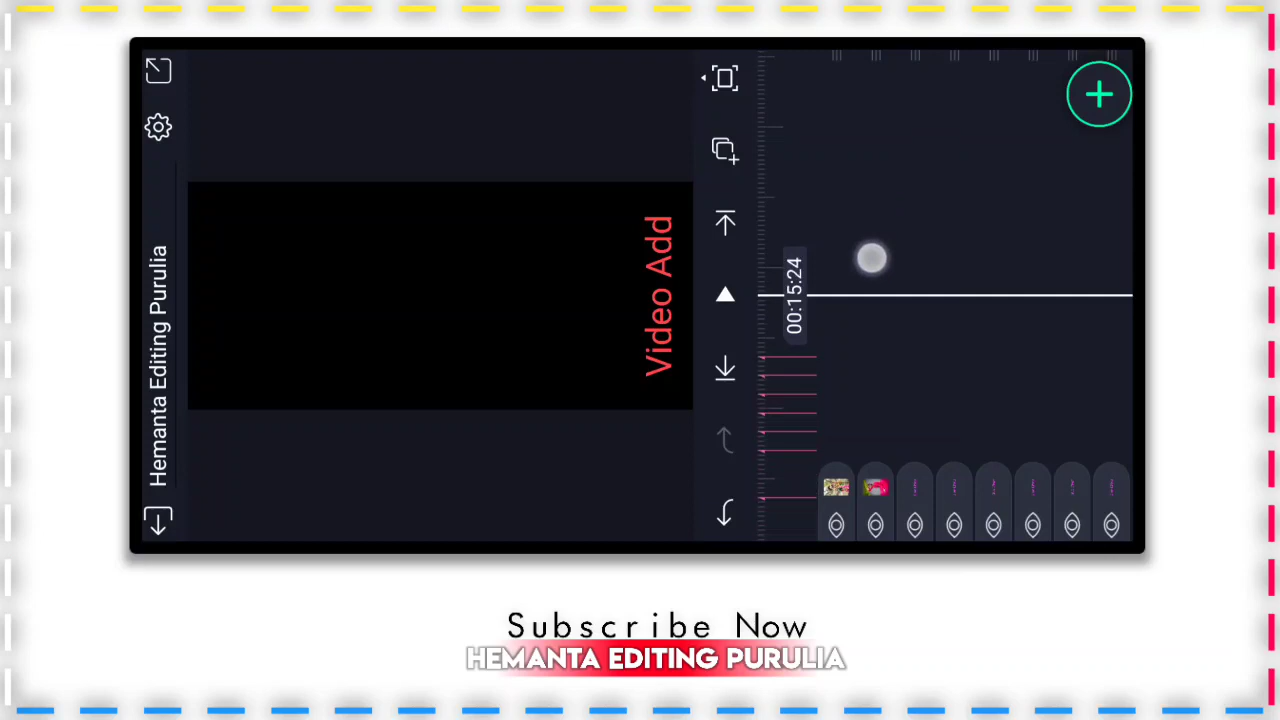 Hemanta Editing Purulia
Video Add
00:15:24
Subscribe Now
HEMANTA EDITING PURULIA